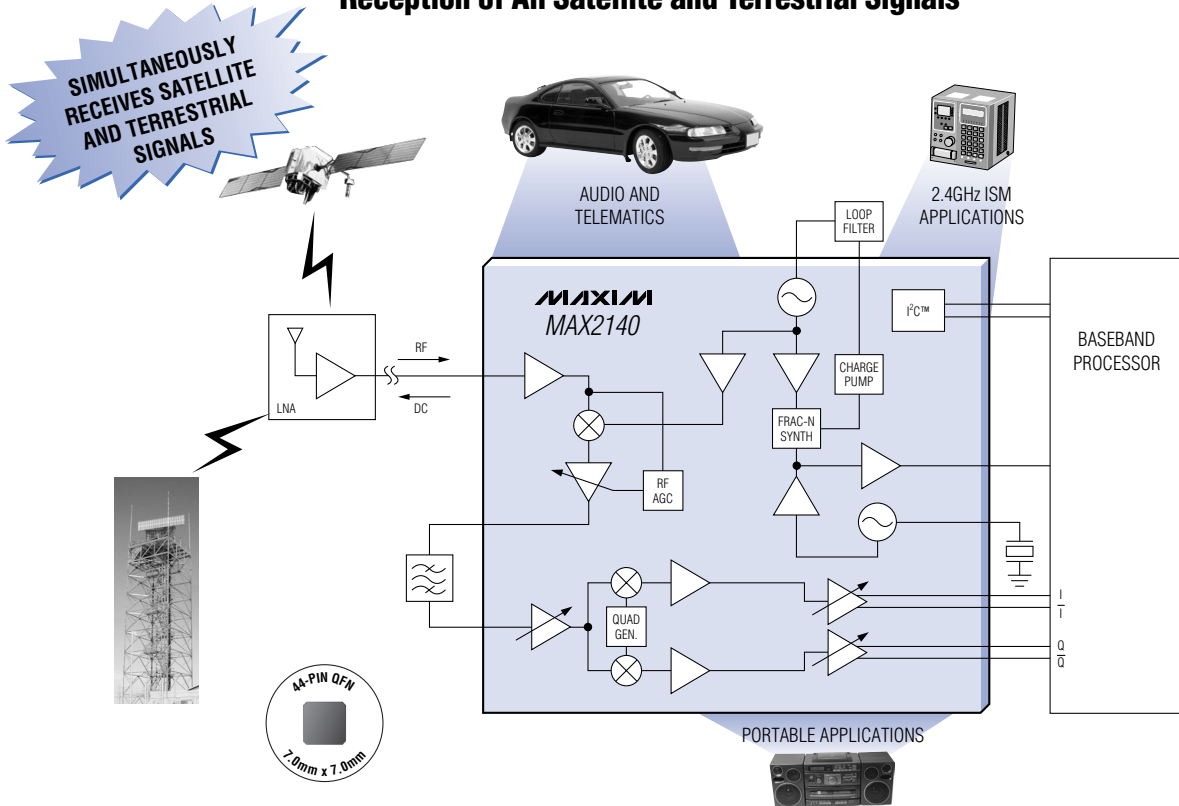 Reception of All Satellite and Terrestrial Signals
SIMULTANEOUSLY
RECEIVES SATELLITE
AND TERRESTRIAL
SIGNALS
AUDIO AND
TELEMATICS
2.4GHz ISM
APPLICATIONS
LOOP
FILTER
MAXIM
MAX2140
I²C™
BASEBAND
PROCESSOR
RF
DC
LNA
CHARGE
PUMP
FRAC-N
SYNTH
RF
AGC
QUAD
GEN.
I
I̅
Q
Q̅
44-PIN QFN
7.0mm x 7.0mm
PORTABLE APPLICATIONS